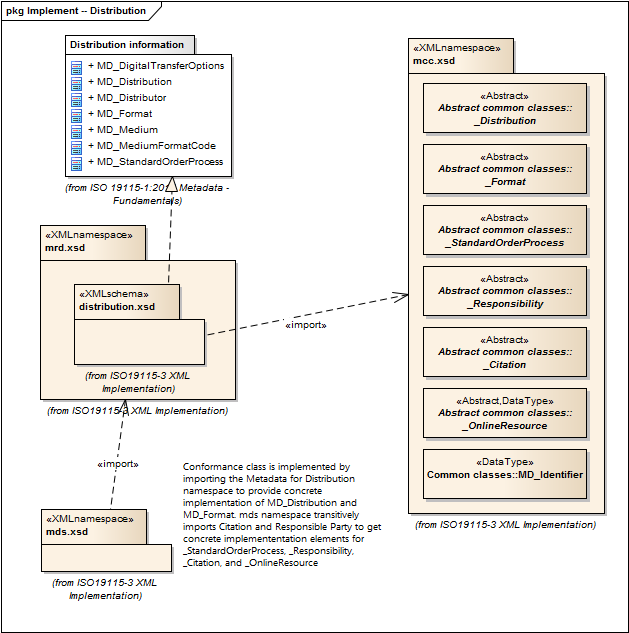 pkg Implement -- Distribution
Distribution information
+ MD_DigitalTransferOptions
+ MD_Distribution
+ MD_Distributor
+ MD_Format
+ MD_Medium
+ MD_MediumFormatCode
+ MD_StandardOrderProcess
(from ISO 19115-1:20 Metadata -
Fundamentals)
«XMLnamespace»
mrd.xsd
«XMLschema»
distribution.xsd
(from ISO19115-3 XML
Implementation)
(from ISO19115-3 XML Implementation)
«import»
«import»
«XMLnamespace»
mds.xsd
(from ISO19115-3 XML
Implementation)
Conformance class is implemented by
importing the Metadata for Distribution
namespace to provide concrete
implementation of MD_Distribution and
MD_Format. mds namespace transitively
imports Citation and Responsible Party to get
concrete implemententation elements for
_StandardOrderProcess, _Responsibility,
_Citation, and _OnlineResource
«XMLnamespace»
mcc.xsd
«Abstract»
Abstract common classes::
_Distribution
«Abstract»
Abstract common classes::
_Format
«Abstract»
Abstract common classes::
_StandardOrderProcess
«Abstract»
Abstract common classes::
_Responsibility
«Abstract»
Abstract common classes::
_Citation
«Abstract,DataType»
Abstract common classes::
_OnlineResource
«DataType»
Common classes::MD_Identifier
(from ISO19115-3 XML Implementation)